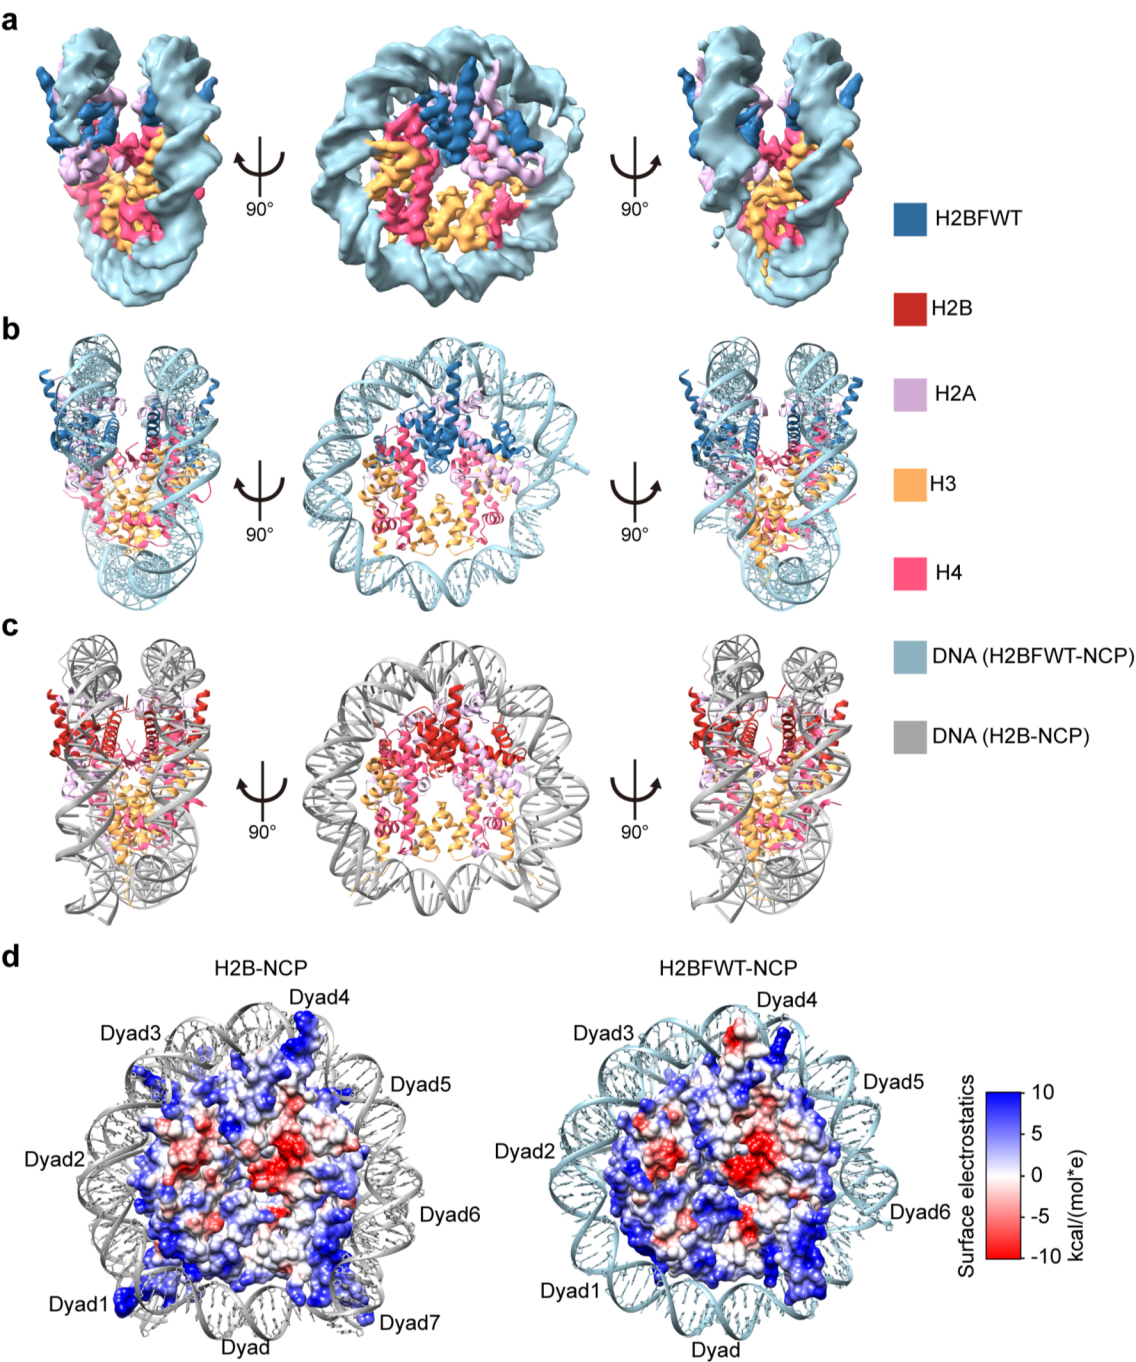 a
90°
90°
H2BFWT
H2B
H2A
H3
H4
DNA (H2BFWT-NCP)
DNA (H2B-NCP)
b
90°
90°
c
90°
90°
d
H2B-NCP
Dyad4
Dyad3
Dyad5
Dyad2
Dyad6
Dyad1
Dyad7
Dyad
H2BFWT-NCP
Dyad4
Dyad3
Dyad5
Dyad2
Dyad6
Dyad1
Dyad
Surface electrostatics
kcal/(mol*e)
10
5
0
-5
-10